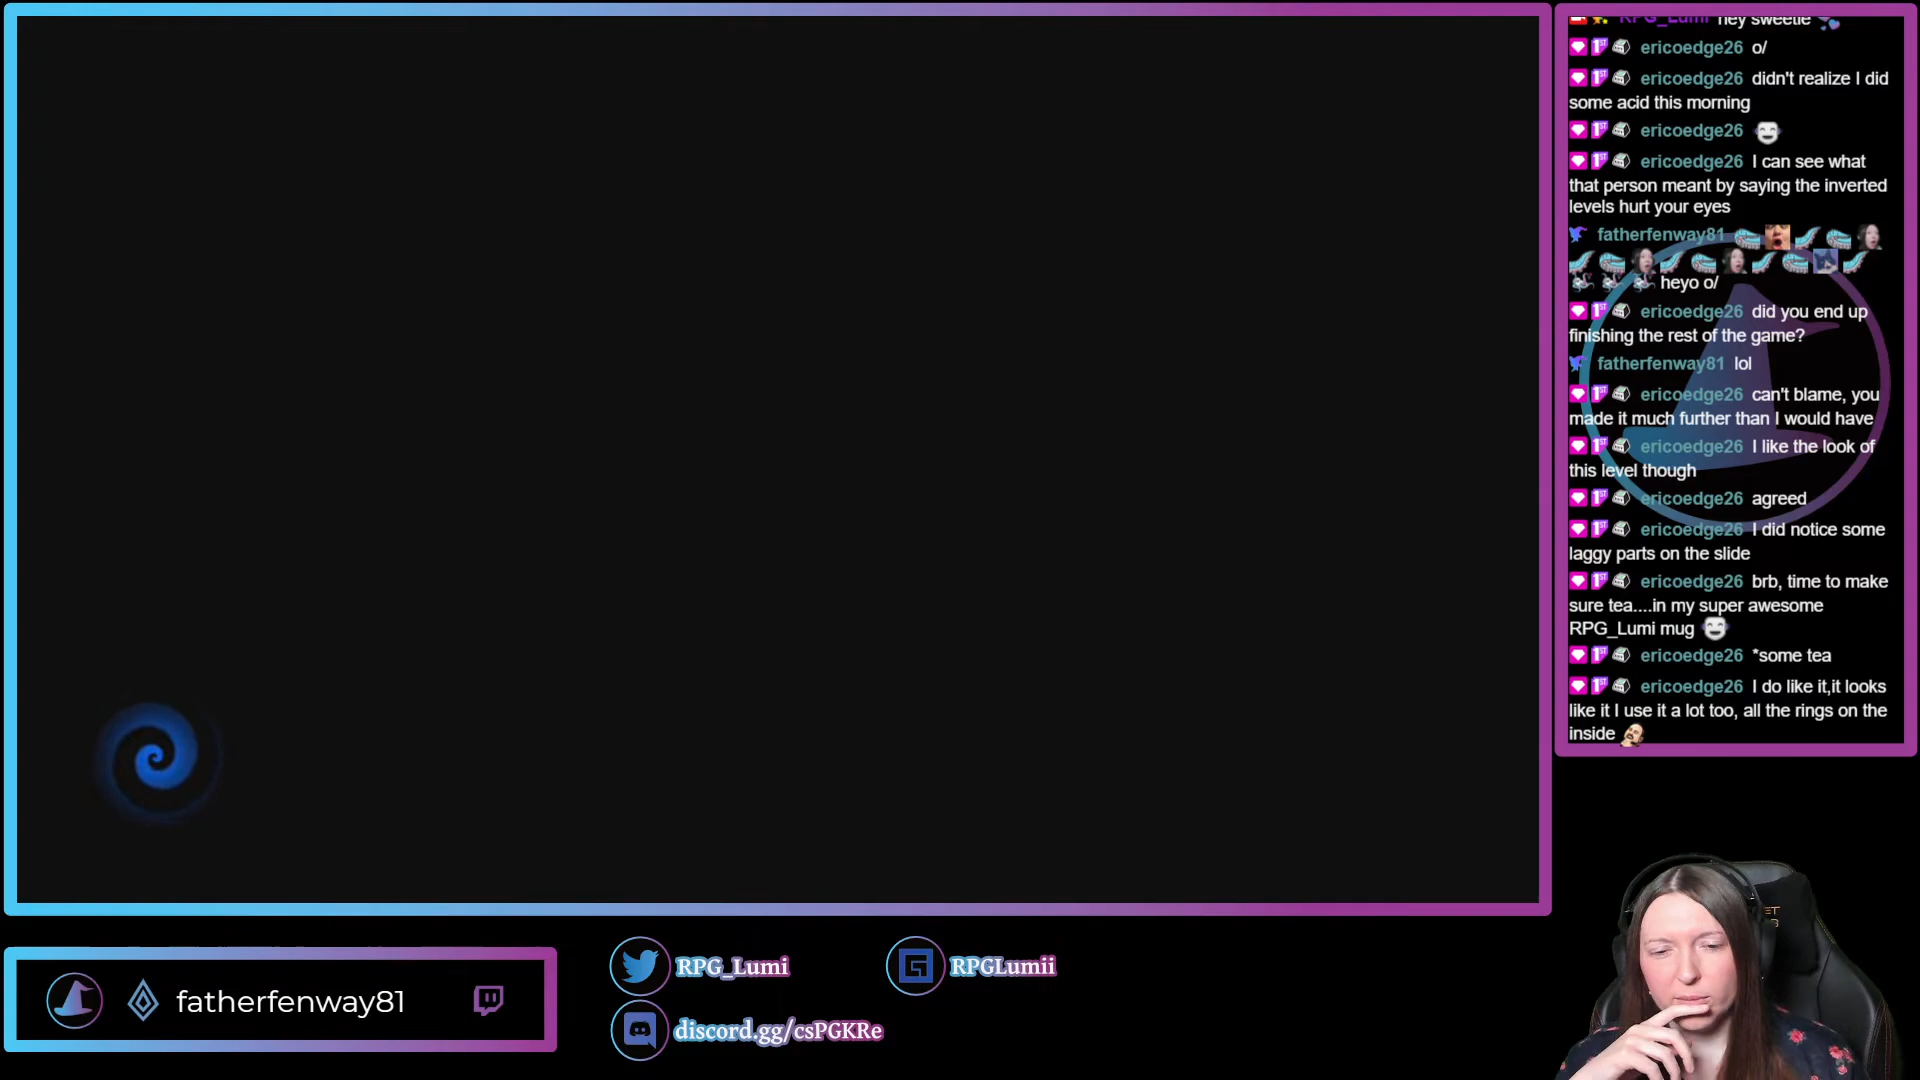 RPG_Lumi hey sweetie
ericoedge26 o/
ericoedge26 didn't realize I did
some acid this morning
ericoedge26
ericoedge26 I can see what
that person meant by saying the inverted
levels hurt your eyes
fatherfenway81
heyo o/
ericoedge26 did you end up
finishing the rest of the game?
fatherfenway81 lol
ericoedge26 can't blame, you
made it much further than I would have
ericoedge26 I like the look of
this level though
ericoedge26 agreed
ericoedge26 I did notice some
laggy parts on the slide
ericoedge26 brb, time to make
sure tea....in my super awesome
RPG_Lumi mug
ericoedge26 *some tea
ericoedge26 I do like it,it looks
like it I use it a lot too, all the rings on the
inside
fatherfenway81
RPG_Lumi
RPGLumii
discord.gg/csPGKRe